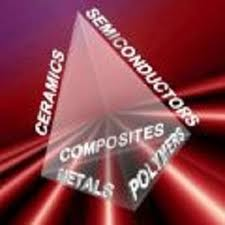 CERAMICS
SEMICONDUCTORS
COMPOSITES
METALS
POLYMERS